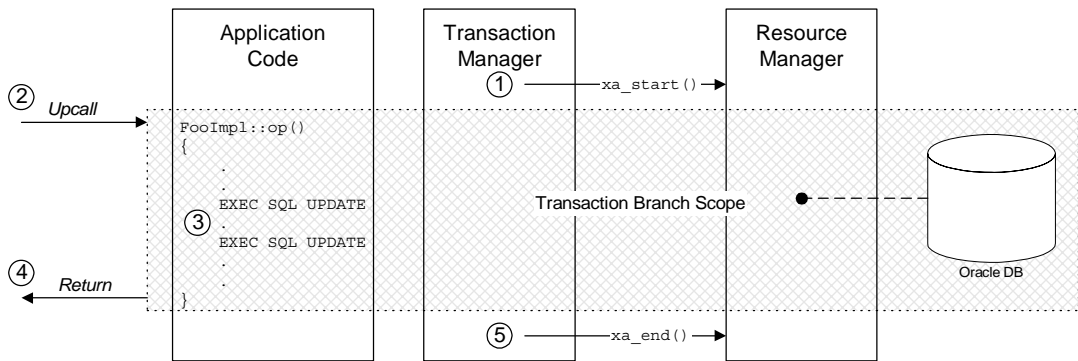 Application
Code
Transaction
Manager
Resource
Manager
1
xa_start()
2
Upcall
FooImpl::op()
{
.
.
EXEC SQL UPDATE
3
.
EXEC SQL UPDATE
.
.
}
Transaction Branch Scope
Oracle DB
4
Return
5
xa_end()